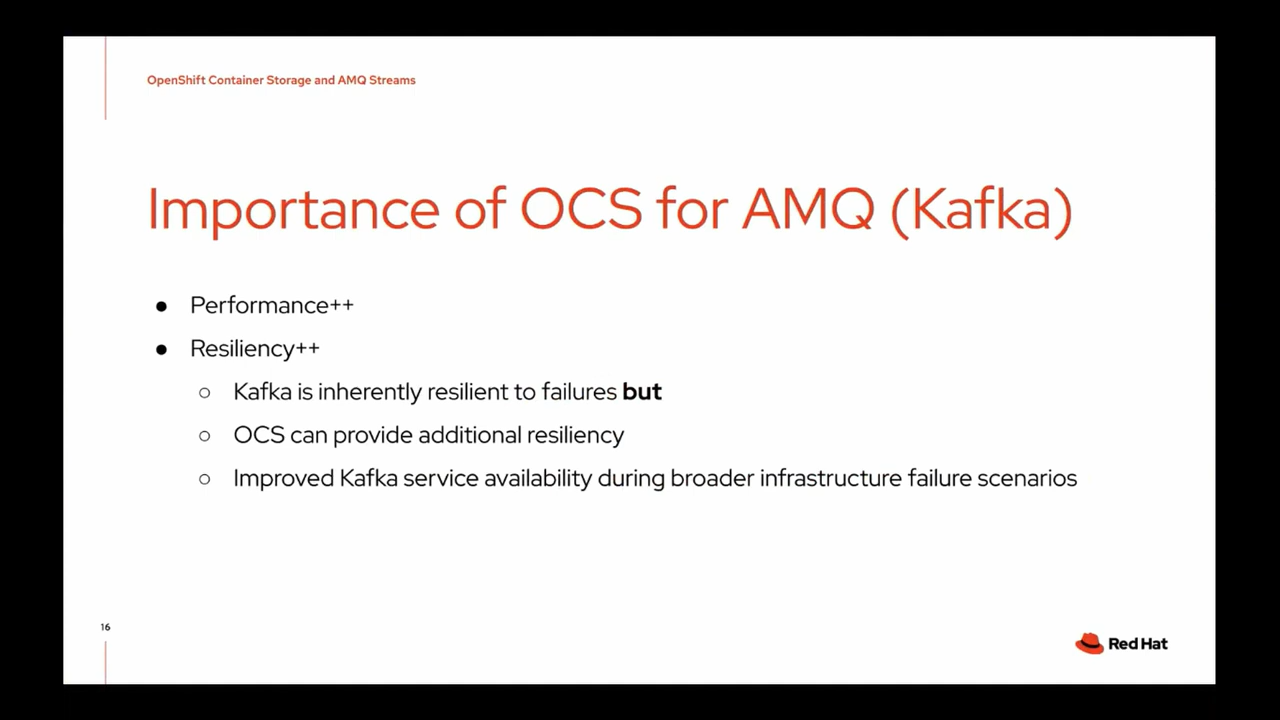 OpenShift Container Storage and AMQ Streams
Importance of OCS for AMQ (Kafka)
● Performance++
● Resiliency++
○ Kafka is inherently resilient to failures but
○ OCS can provide additional resiliency
○ Improved Kafka service availability during broader infrastructure failure scenarios
16
Red Hat